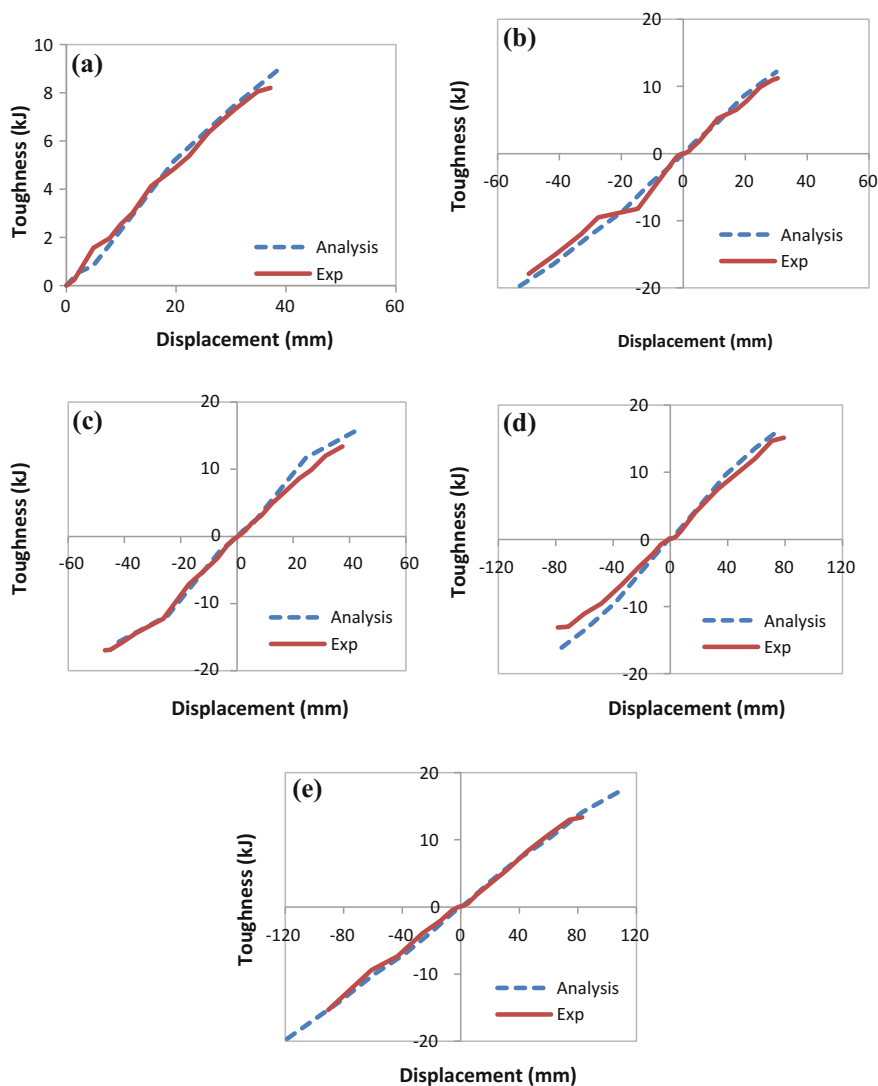 (a)
10
8
6
4
2
0
0 20 40 60
Toughness (kJ)
Displacement (mm)
Analysis
Exp
(b)
20
10
0
-10
-20
-60 -40 -20 0 20 40 60
Toughness (kJ)
Displacement (mm)
Analysis
Exp
(c)
20
10
0
-10
-20
-60 -40 -20 0 20 40 60
Toughness (kJ)
Displacement (mm)
Analysis
Exp
(d)
20
10
0
-10
-20
-120 -80 -40 0 40 80 120
Toughness (kJ)
Displacement (mm)
Analysis
Exp
(e)
20
10
0
-10
-20
-120 -80 -40 0 40 80 120
Toughness (kJ)
Displacement (mm)
Analysis
Exp